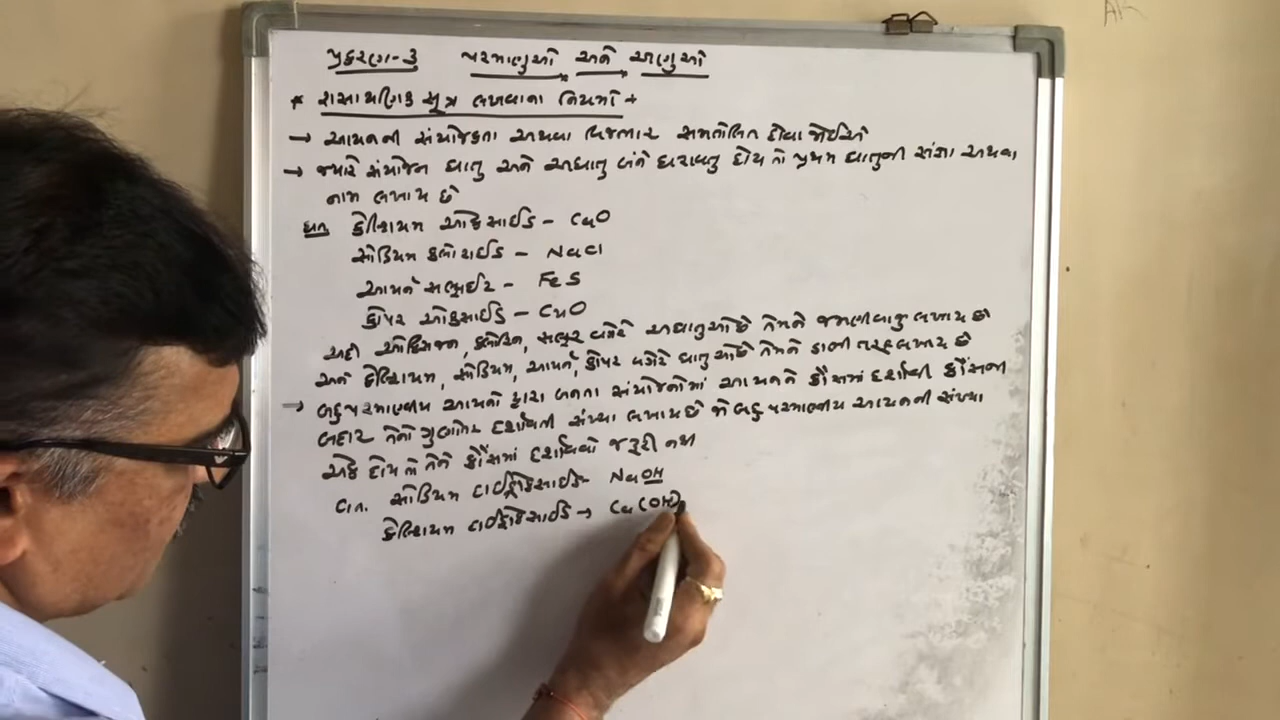 પ્રકરણ-૩ પરમાણુઓ અને અણુઓ
* રાસાયણિક સૂત્ર લખવાના નિયમો +
→ આયનની સંયોજકતા અથવા વિજભાર સમતોલિત હોવા જોઈએ
→ જ્યારે સંયોજન ધાતુ અને અધાતુ બંને ધરાવતુ હોય તો પ્રથમ ધાતુની સંજ્ઞા અથવા
નામ લખાય છે
દા.ત. કેલ્શિયમ ઓક્સાઈડ - CaO
સોડિયમ ક્લોરાઈડ - NaCl
આયર્ન સલ્ફાઈડ - FeS
કોપર ઓક્સાઈડ - CuO
અહી ઓક્સિજન, ક્લોરિન, સલ્ફર વગેરે અધાતુઓ છે તેમને જમણીબાજુ લખાય છે
અને કેલ્શિયમ, સોડિયમ, આયર્ન, કોપર વગેરે ધાતુઓ છે તેમને ડાબી તરફ લખાય છે
→ બહુપરમાણ્વીય આયનો દ્વારા બનતા સંયોજનોમાં આયનને કૌંસમાં દર્શાવી કૌંસની
બહાર તેનો ગુણોત્તર દર્શાવતી સંખ્યા લખાય છે જો બહુપરમાણ્વીય આયનની સંખ્યા
એક હોય તો તેને કૌંસમાં દર્શાવવો જરૂરી નથી
દા.ત. સોડિયમ હાઈડ્રોક્સાઈડ- NaOH
કેલ્શિયમ હાઈડ્રોક્સાઈડ → Ca(OH)